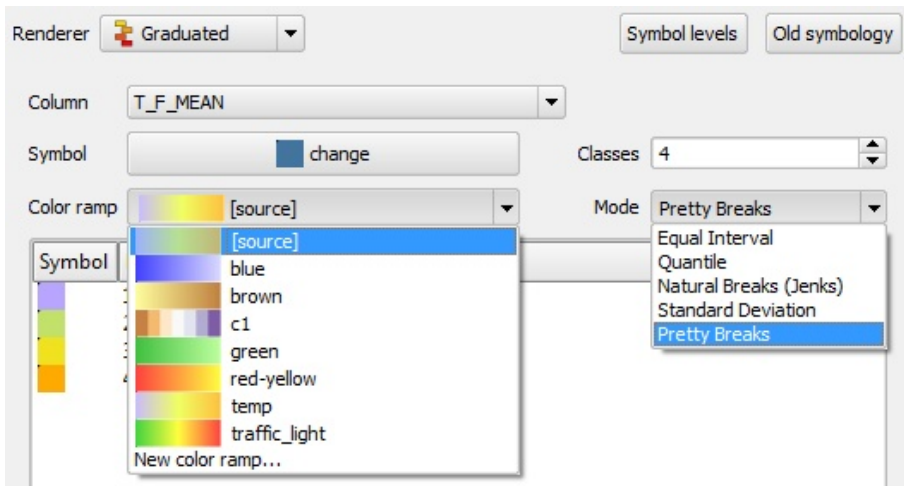 Renderer Graduated Symbol levels Old symbology
Column T_F_MEAN
Symbol change Classes 4
Color ramp [source] Mode Pretty Breaks
Symbol
[source]
blue
brown
c1
green
red-yellow
temp
traffic_light
New color ramp...
Equal Interval
Quantile
Natural Breaks (Jenks)
Standard Deviation
Pretty Breaks